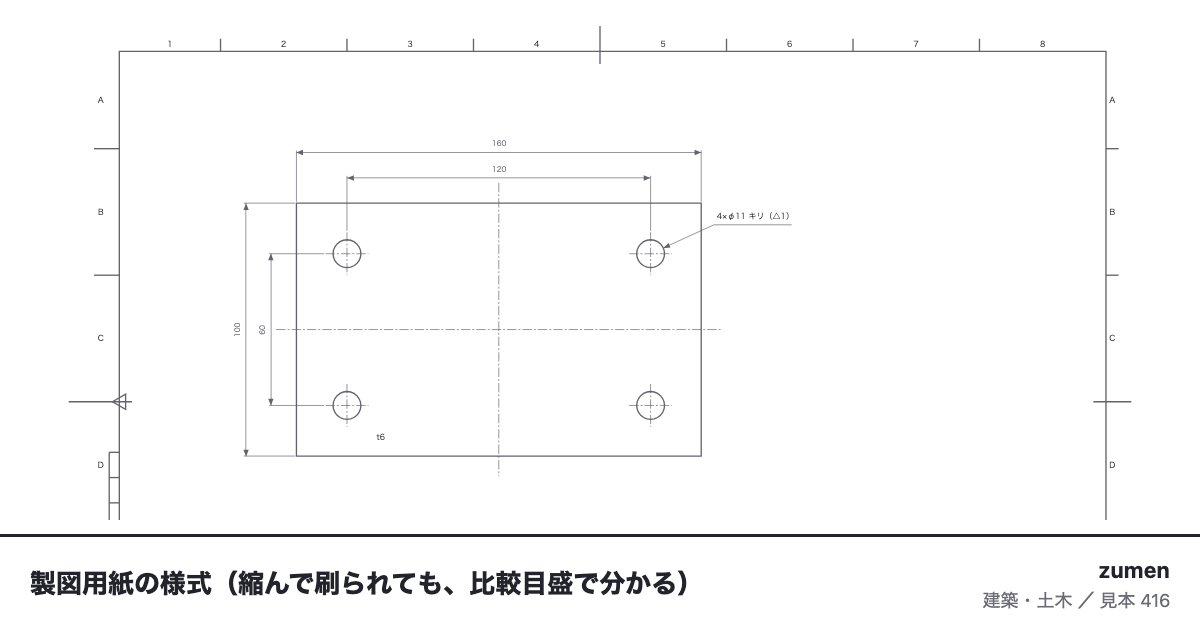 1 2 3 4 5 6 7 8
A A
160
120
B B
4×φ11 キリ（△1）
100
60
C C
t6
D D
製図用紙の様式（縮んで刷られても、比較目盛で分かる）
zumen
建築・土木 ／ 見本 416